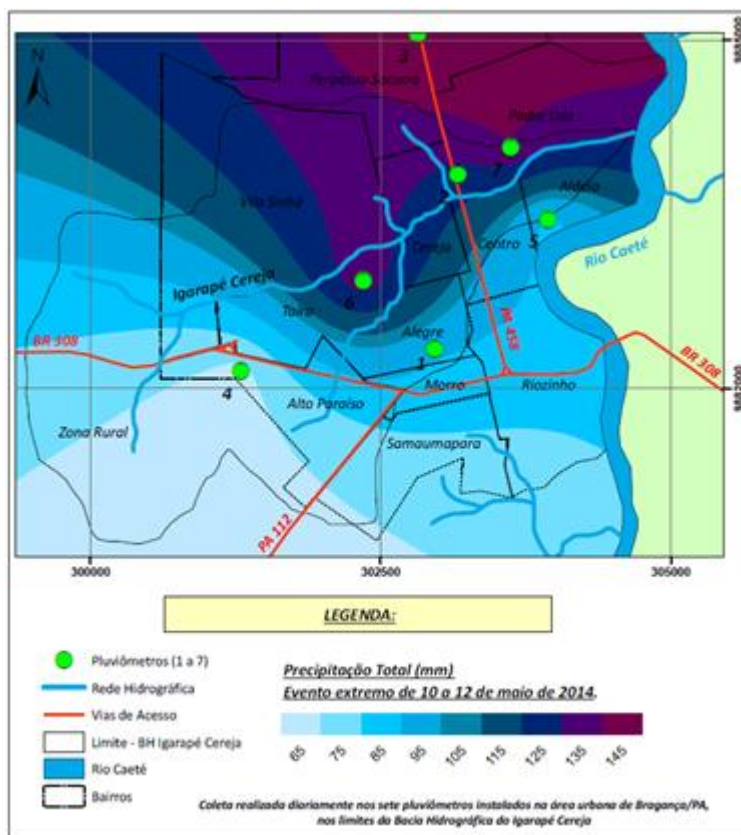 N
3
9885000
Perpétuo Socorro
Padre Luiz
7
2
Aldeia
Vila Sinhá
Cereja
Centro
5
Rio Caeté
Igarapé Cereja
6
Taíra
Alegre
PA 458
BR 308
1
BR 308
4
Morro
Riozinho
9882000
Alto Paraíso
Zona Rural
Samaumapara
PA 112
300000
302500
305000
LEGENDA:
Pluviômetros (1 a 7)
Rede Hidrográfica
Vias de Acesso
Limite - BH Igarapé Cereja
Rio Caeté
Bairros
Precipitação Total (mm)
Evento extremo de 10 a 12 de maio de 2014.
65 75 85 95 105 115 125 135 145
Coleta realizada diariamente nos sete pluviômetros instalados na área urbana de Bragança/PA,
nos limites da Bacia Hidrográfica do Igarapé Cereja